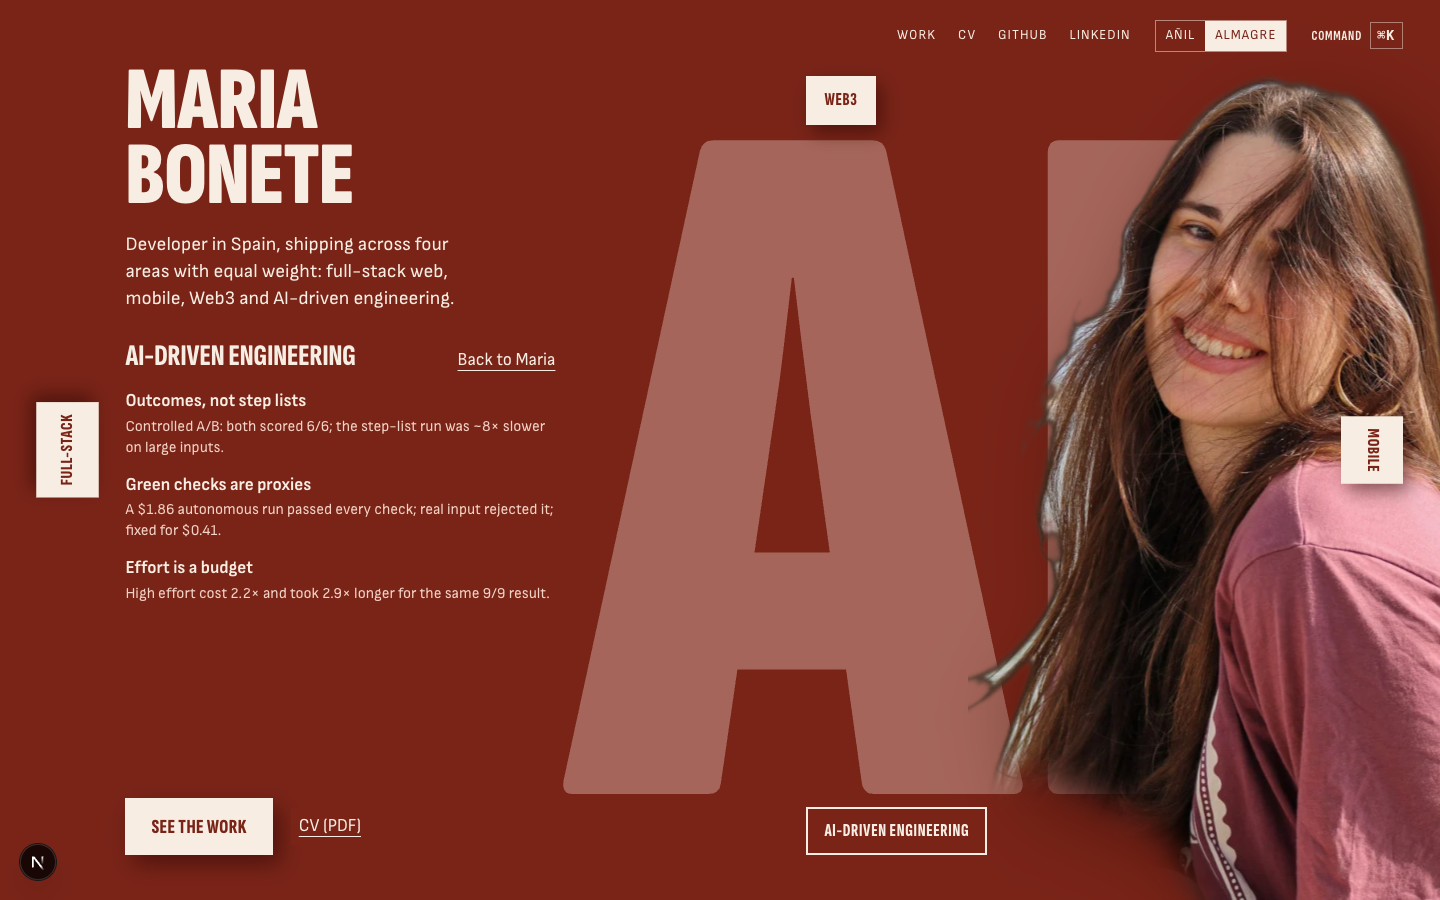 WORK CV GITHUB LINKEDIN AÑIL ALMAGRE COMMAND ⌘K
MARIA
BONETE
Developer in Spain, shipping across four
areas with equal weight: full-stack web,
mobile, Web3 and AI-driven engineering.
AI-DRIVEN ENGINEERING
Back to Maria
Outcomes, not step lists
Controlled A/B: both scored 6/6; the step-list run was ~8× slower
on large inputs.
Green checks are proxies
A $1.86 autonomous run passed every check; real input rejected it;
fixed for $0.41.
Effort is a budget
High effort cost 2.2× and took 2.9× longer for the same 9/9 result.
FULL-STACK
WEB3
AI
MOBILE
SEE THE WORK
CV (PDF)
AI-DRIVEN ENGINEERING
N